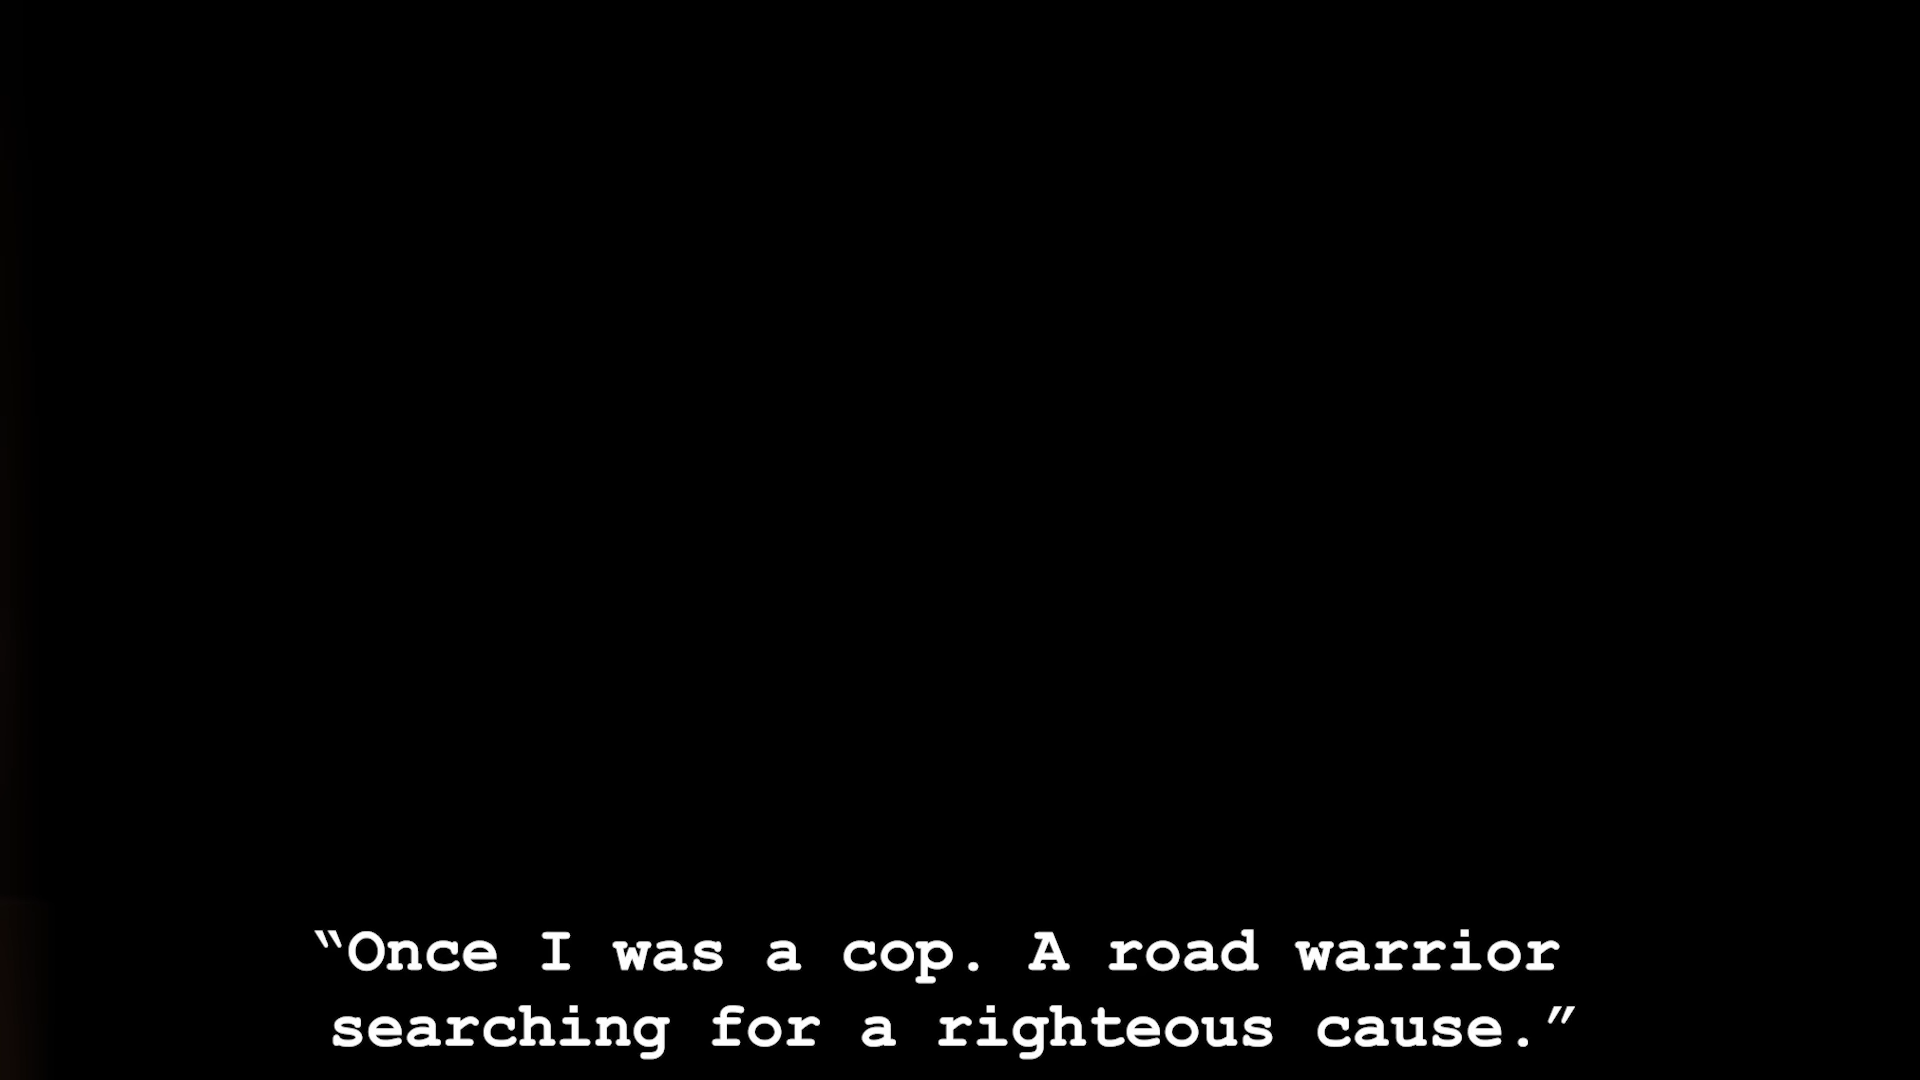 “Once I was a cop. A road warrior
searching for a righteous cause.”